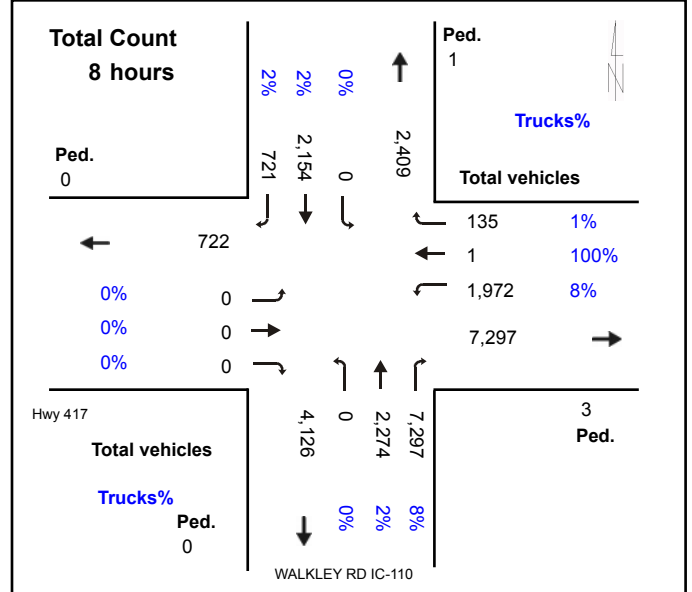 Total Count
8 hours
Ped.
1
N
Trucks%
Ped.
0
2% 2% 0%
721 2,154 0 2,409
Total vehicles
722
135 1%
1 100%
1,972 8%
7,297
0% 0
0% 0
0% 0
Hwy 417
Total vehicles
Trucks%
Ped.
0
4,126 0 2,274 7,297
0% 2% 8%
3
Ped.
WALKLEY RD IC-110